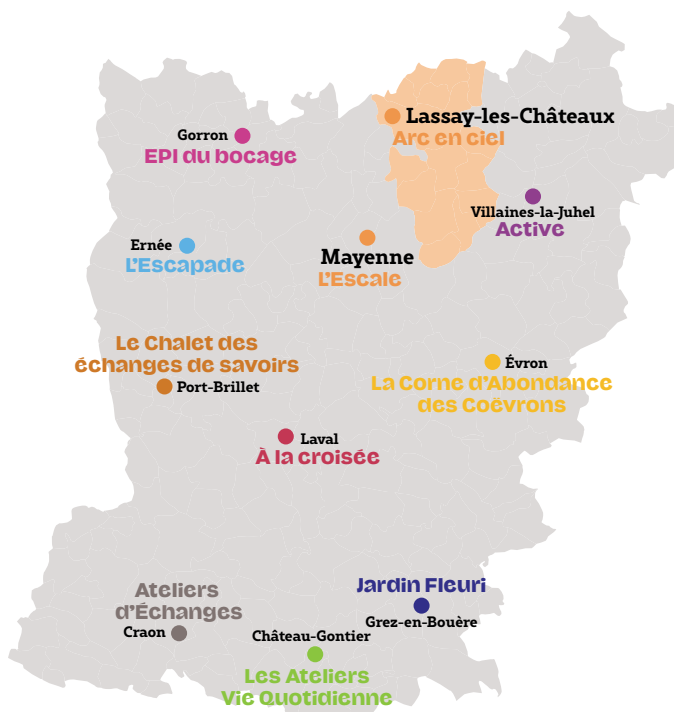 Lassay-les-Châteaux
Arc en ciel
Gorron
EPI du bocage
Villaines-la-Juhel
Active
Ernée
L'Escapade
Mayenne
L'Escale
Le Chalet des
échanges de savoirs
Port-Brillet
Évron
La Corne d'Abondance
des Coëvrons
Laval
À la croisée
Ateliers
d'Échanges
Craon
Jardin Fleuri
Grez-en-Bouère
Château-Gontier
Les Ateliers
Vie Quotidienne